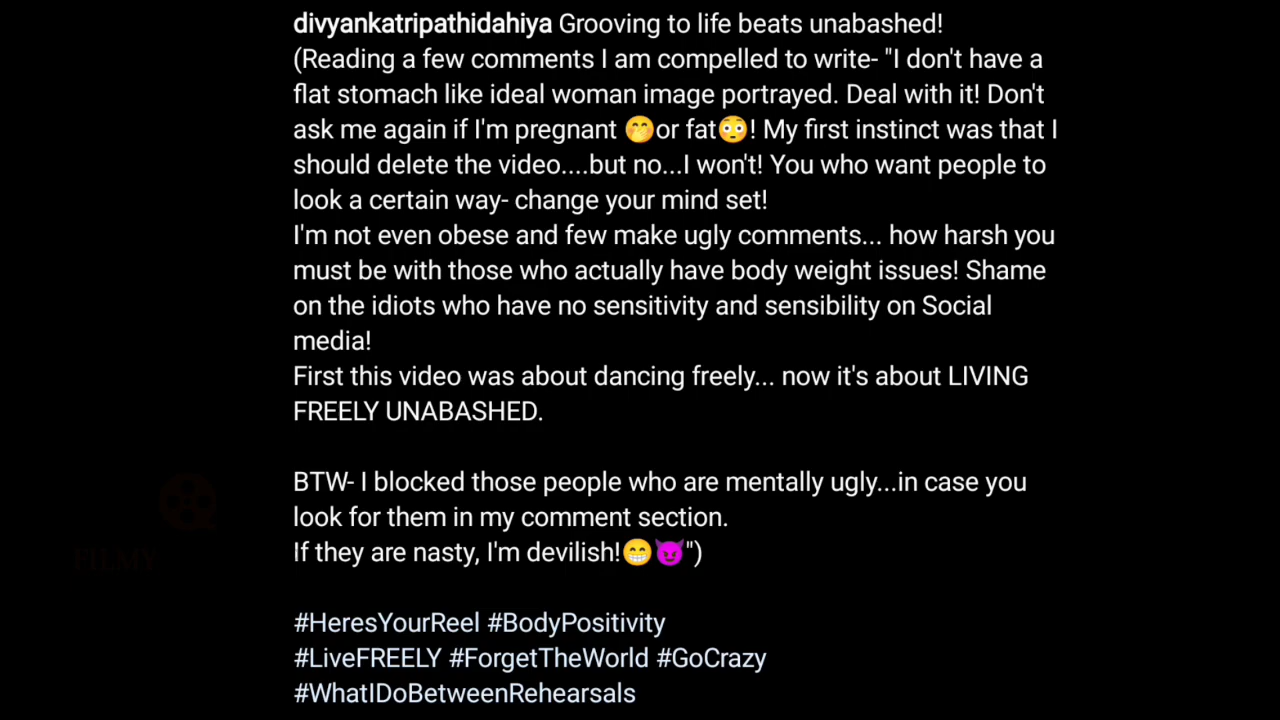 divyankatripathidahiya Grooving to life beats unabashed!
(Reading a few comments I am compelled to write- "I don't have a
flat stomach like ideal woman image portrayed. Deal with it! Don't
ask me again if I'm pregnant 🤭or fat😳! My first instinct was that I
should delete the video....but no...I won't! You who want people to
look a certain way- change your mind set!
I'm not even obese and few make ugly comments... how harsh you
must be with those who actually have body weight issues! Shame
on the idiots who have no sensitivity and sensibility on Social
media!
First this video was about dancing freely... now it's about LIVING
FREELY UNABASHED.
BTW- I blocked those people who are mentally ugly...in case you
look for them in my comment section.
If they are nasty, I'm devilish!😁😈")
#HeresYourReel #BodyPositivity
#LiveFREELY #ForgetTheWorld #GoCrazy
#WhatIDoBetweenRehearsals
FILMY